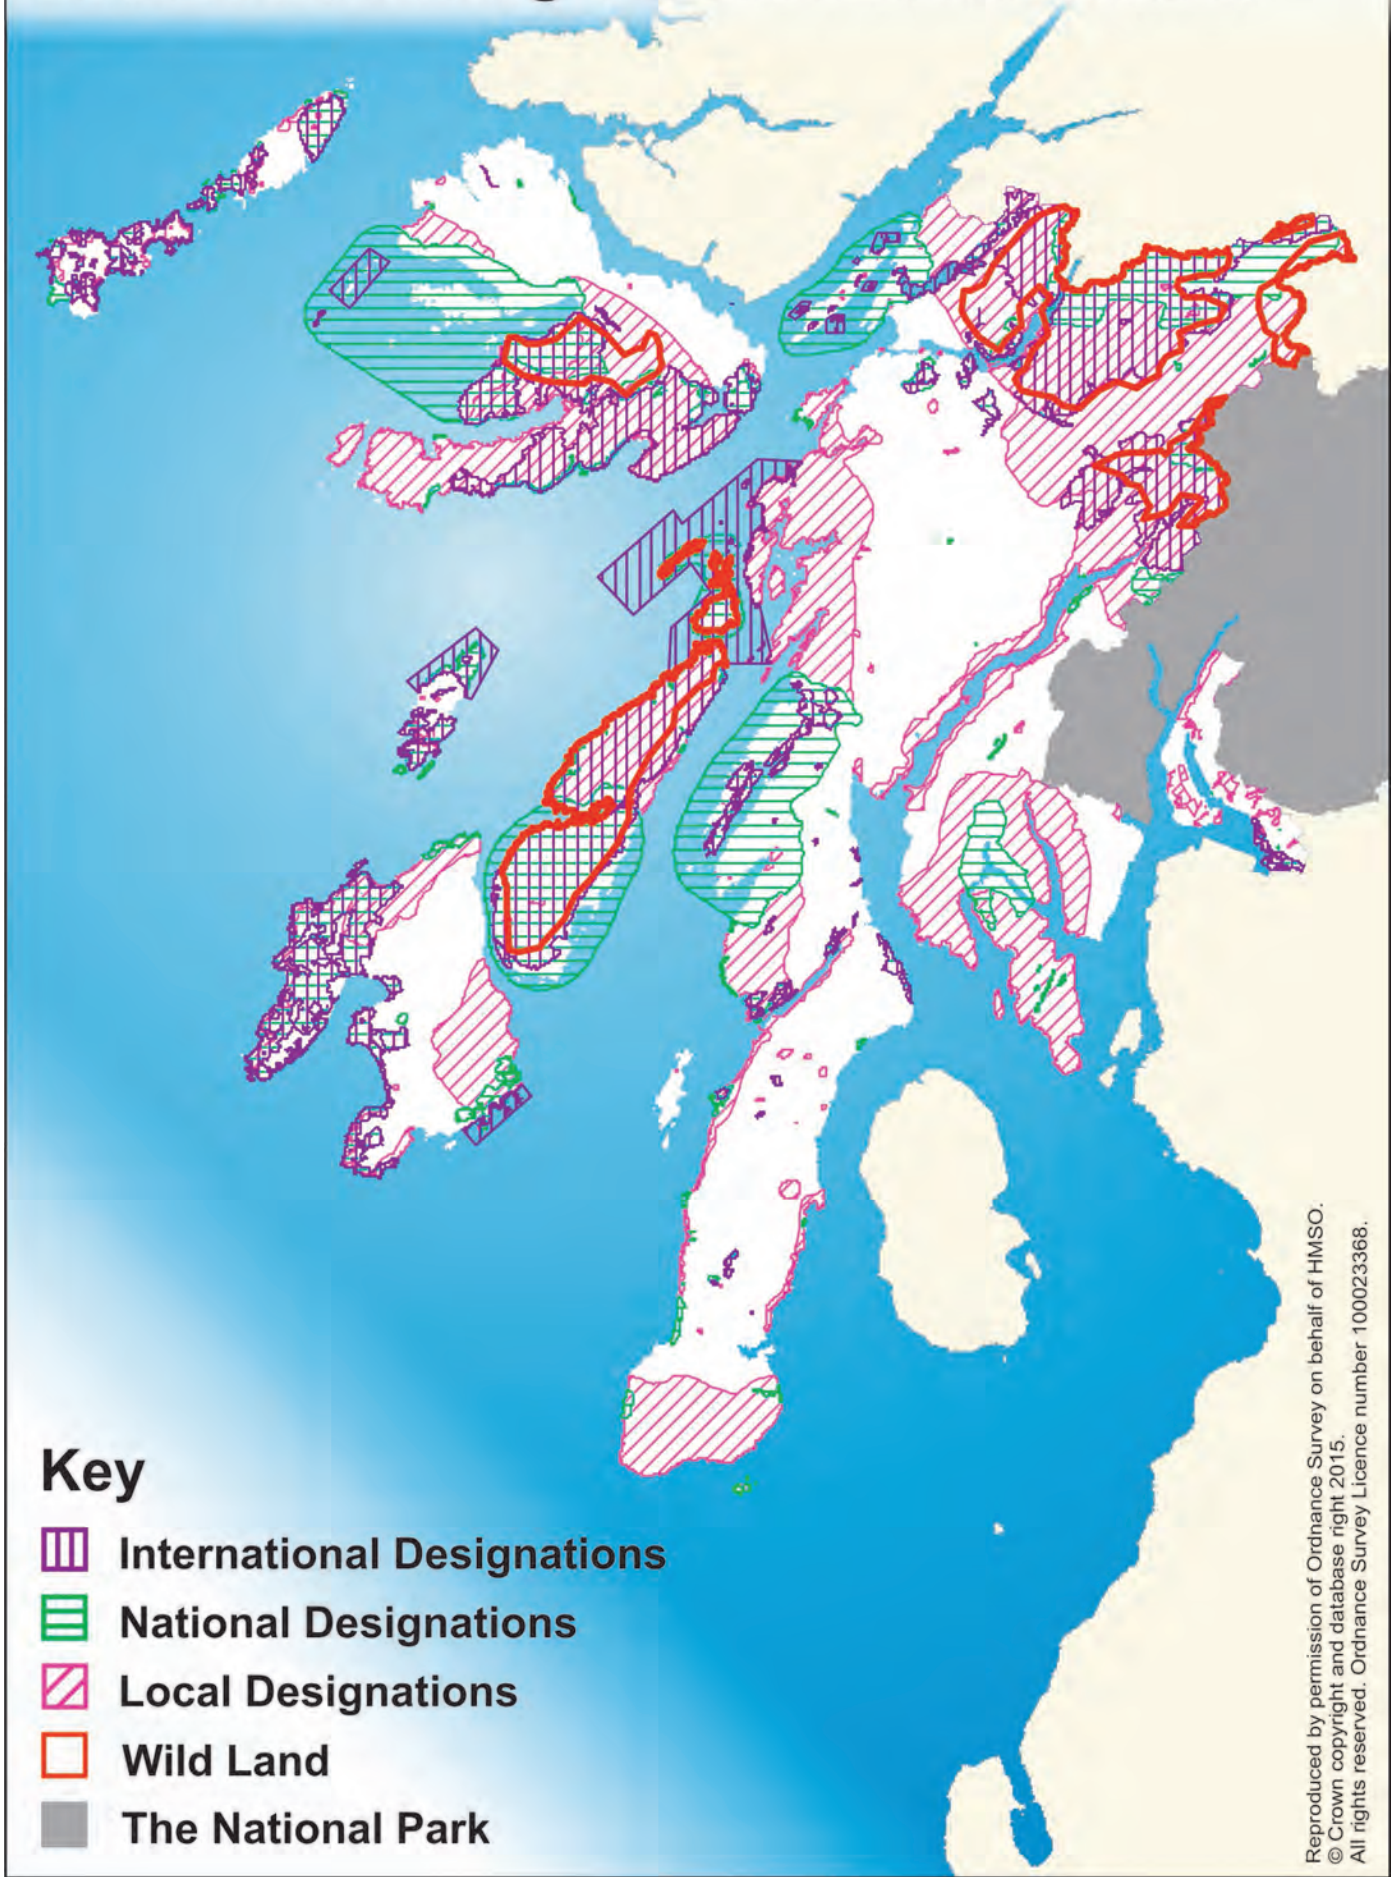 Key
International Designations
National Designations
Local Designations
Wild Land
The National Park
Reproduced by permission of Ordnance Survey on behalf of HMSO.
© Crown copyright and database right 2015.
All rights reserved. Ordnance Survey Licence number 100023368.